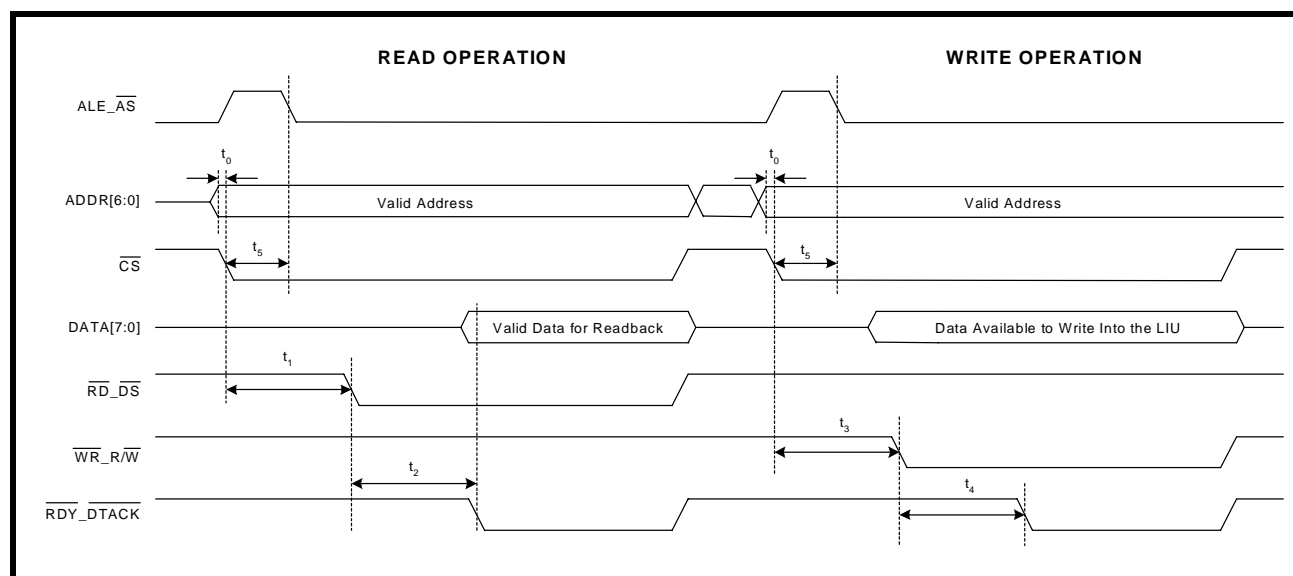 READ OPERATION WRITE OPERATION
ALE_AS
t0 t0
ADDR[6:0] Valid Address Valid Address
t5 t5
CS
DATA[7:0] Valid Data for Readback Data Available to Write Into the LIU
t1
RD_DS
t3
WR_R/W
t2
t4
RDY_DTACK